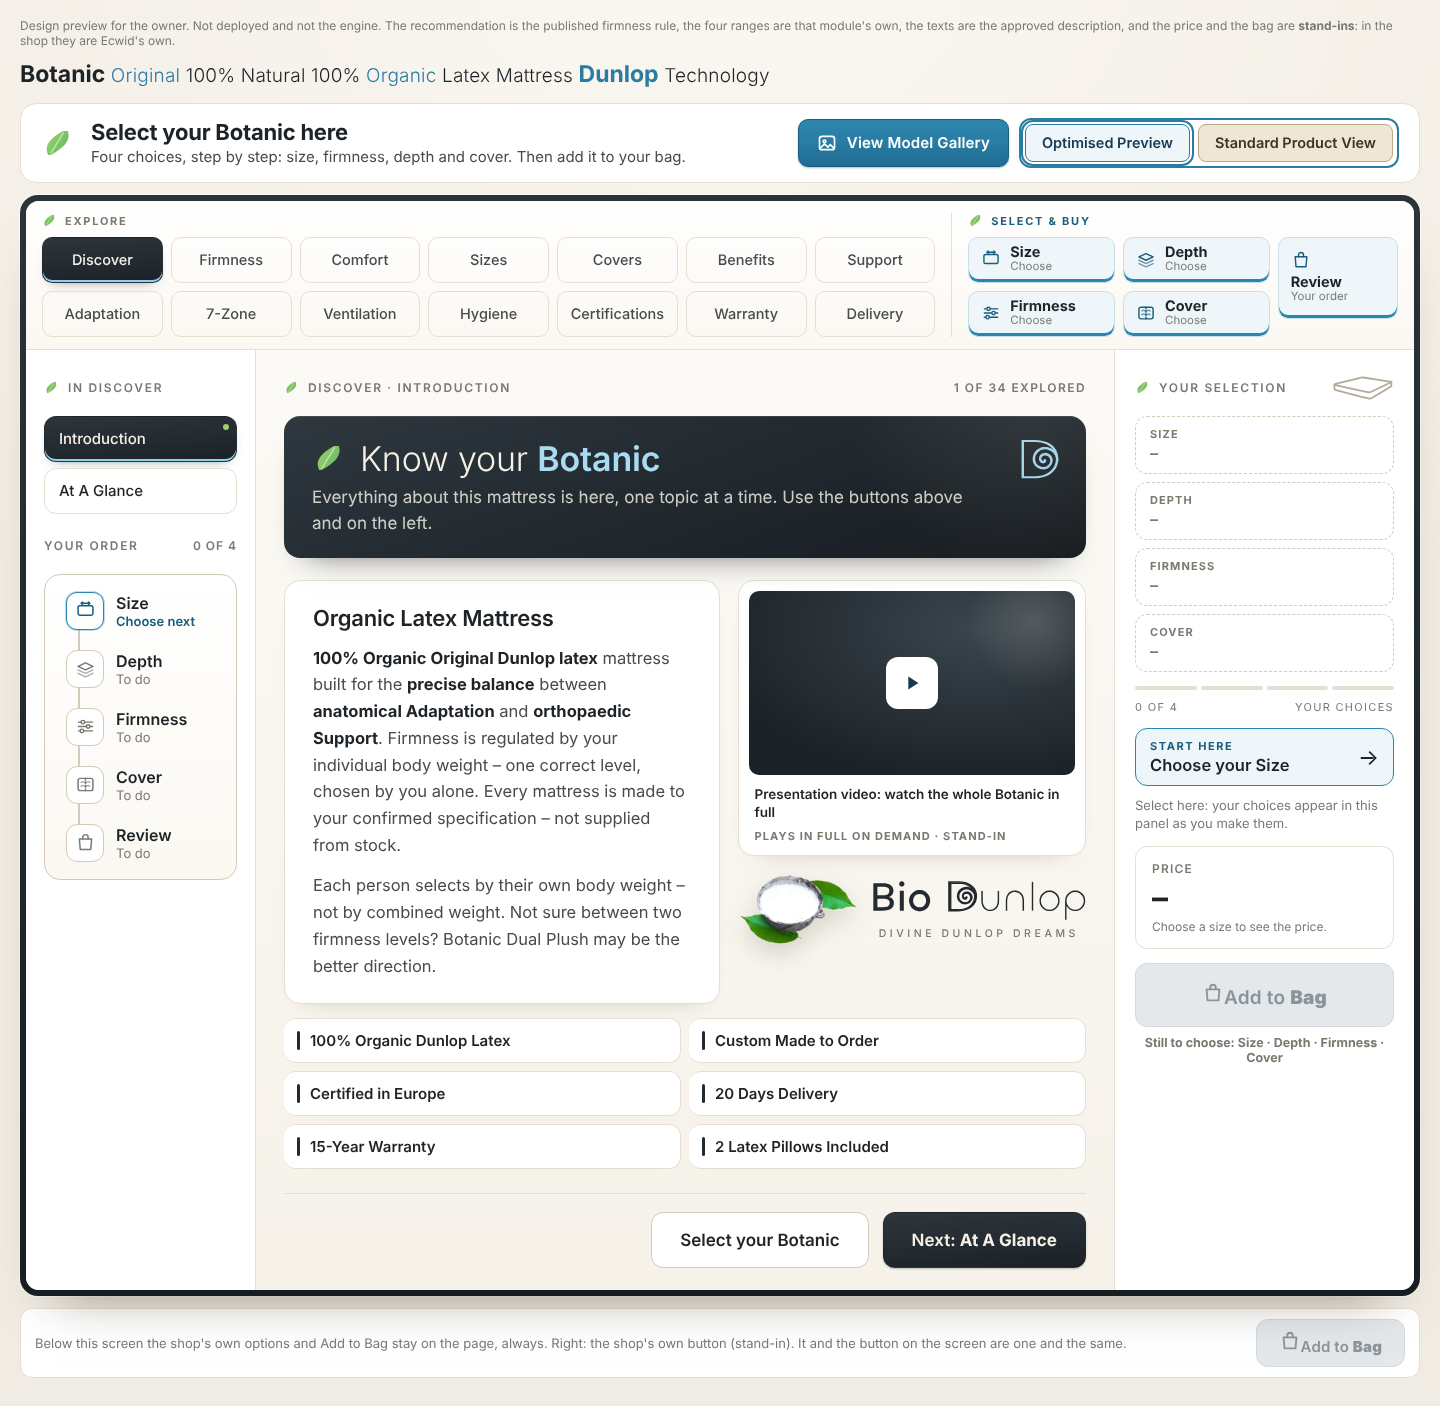 Design preview for the owner. Not deployed and not the engine. The recommendation is the published firmness rule, the four ranges are that module's own, the texts are the approved description, and the price and the bag are stand-ins: in the
shop they are Ecwid's own.
Botanic Original 100% Natural 100% Organic Latex Mattress Dunlop Technology
Select your Botanic here
Four choices, step by step: size, firmness, depth and cover. Then add it to your bag.
View Model Gallery
Optimised Preview
Standard Product View
EXPLORE
Discover
Firmness
Comfort
Sizes
Covers
Benefits
Support
Adaptation
7-Zone
Ventilation
Hygiene
Certifications
Warranty
Delivery
SELECT & BUY
Size
Choose
Depth
Choose
Firmness
Choose
Cover
Choose
Review
Your order
IN DISCOVER
Introduction
At A Glance
YOUR ORDER
0 OF 4
Size
Choose next
Depth
To do
Firmness
To do
Cover
To do
Review
To do
DISCOVER · INTRODUCTION
1 OF 34 EXPLORED
Know your Botanic
Everything about this mattress is here, one topic at a time. Use the buttons above
and on the left.
Organic Latex Mattress
100% Organic Original Dunlop latex mattress
built for the precise balance between
anatomical Adaptation and orthopaedic
Support. Firmness is regulated by your
individual body weight – one correct level,
chosen by you alone. Every mattress is made to
your confirmed specification – not supplied
from stock.
Each person selects by their own body weight –
not by combined weight. Not sure between two
firmness levels? Botanic Dual Plush may be the
better direction.
Presentation video: watch the whole Botanic in
full
PLAYS IN FULL ON DEMAND · STAND-IN
Bio Dunlop
DIVINE DUNLOP DREAMS
100% Organic Dunlop Latex
Custom Made to Order
Certified in Europe
20 Days Delivery
15-Year Warranty
2 Latex Pillows Included
Select your Botanic
Next: At A Glance
YOUR SELECTION
SIZE
–
DEPTH
–
FIRMNESS
–
COVER
–
0 OF 4
YOUR CHOICES
START HERE
Choose your Size
Select here: your choices appear in this
panel as you make them.
PRICE
–
Choose a size to see the price.
Add to Bag
Still to choose: Size · Depth · Firmness ·
Cover
Below this screen the shop's own options and Add to Bag stay on the page, always. Right: the shop's own button (stand-in). It and the button on the screen are one and the same.
Add to Bag